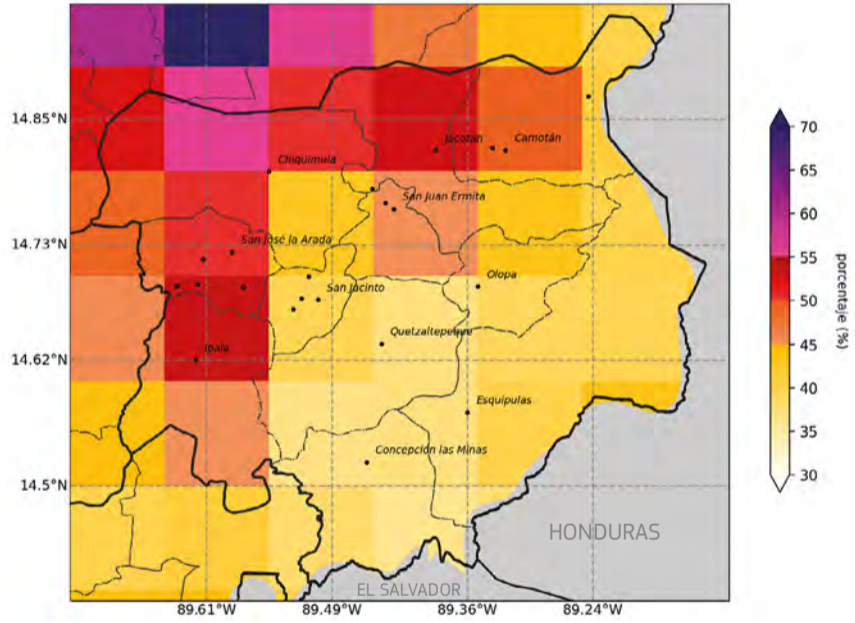 14.85°N
14.73°N
14.62°N
14.5°N
Jocotán
Camotán
Chiquimula
San Juan Ermita
San José la Arada
San Jacinto
Olopa
Quetzaltepeque
Ipala
Esquipulas
Concepción las Minas
HONDURAS
EL SALVADOR
89.61°W
89.49°W
89.36°W
89.24°W
70
65
60
55
50
45
40
35
30
porcentaje (%)